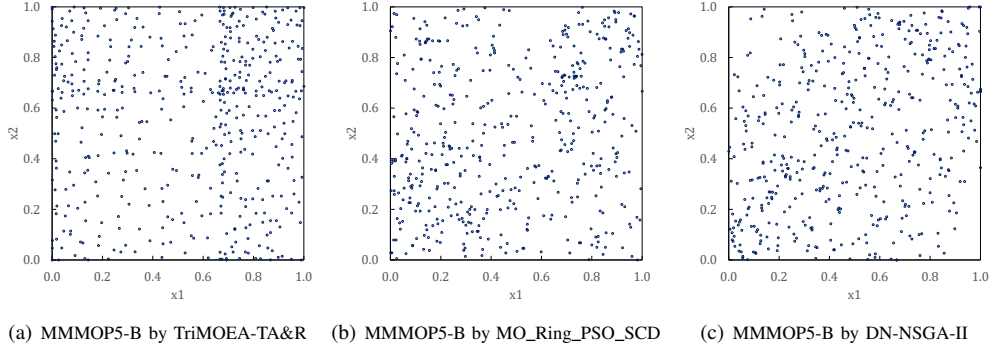 1.0 1.0 1.0
0.8 0.8 0.8
0.6 0.6 0.6
x2 x2 x2
0.4 0.4 0.4
0.2 0.2 0.2
0.0 0.0 0.0
0.0 0.2 0.4 0.6 0.8 1.0 0.0 0.2 0.4 0.6 0.8 1.0 0.0 0.2 0.4 0.6 0.8 1.0
x1 x1 x1
(a) MMMOP5-B by TriMOEA-TA&R (b) MMMOP5-B by MO_Ring_PSO_SCD (c) MMMOP5-B by DN-NSGA-II